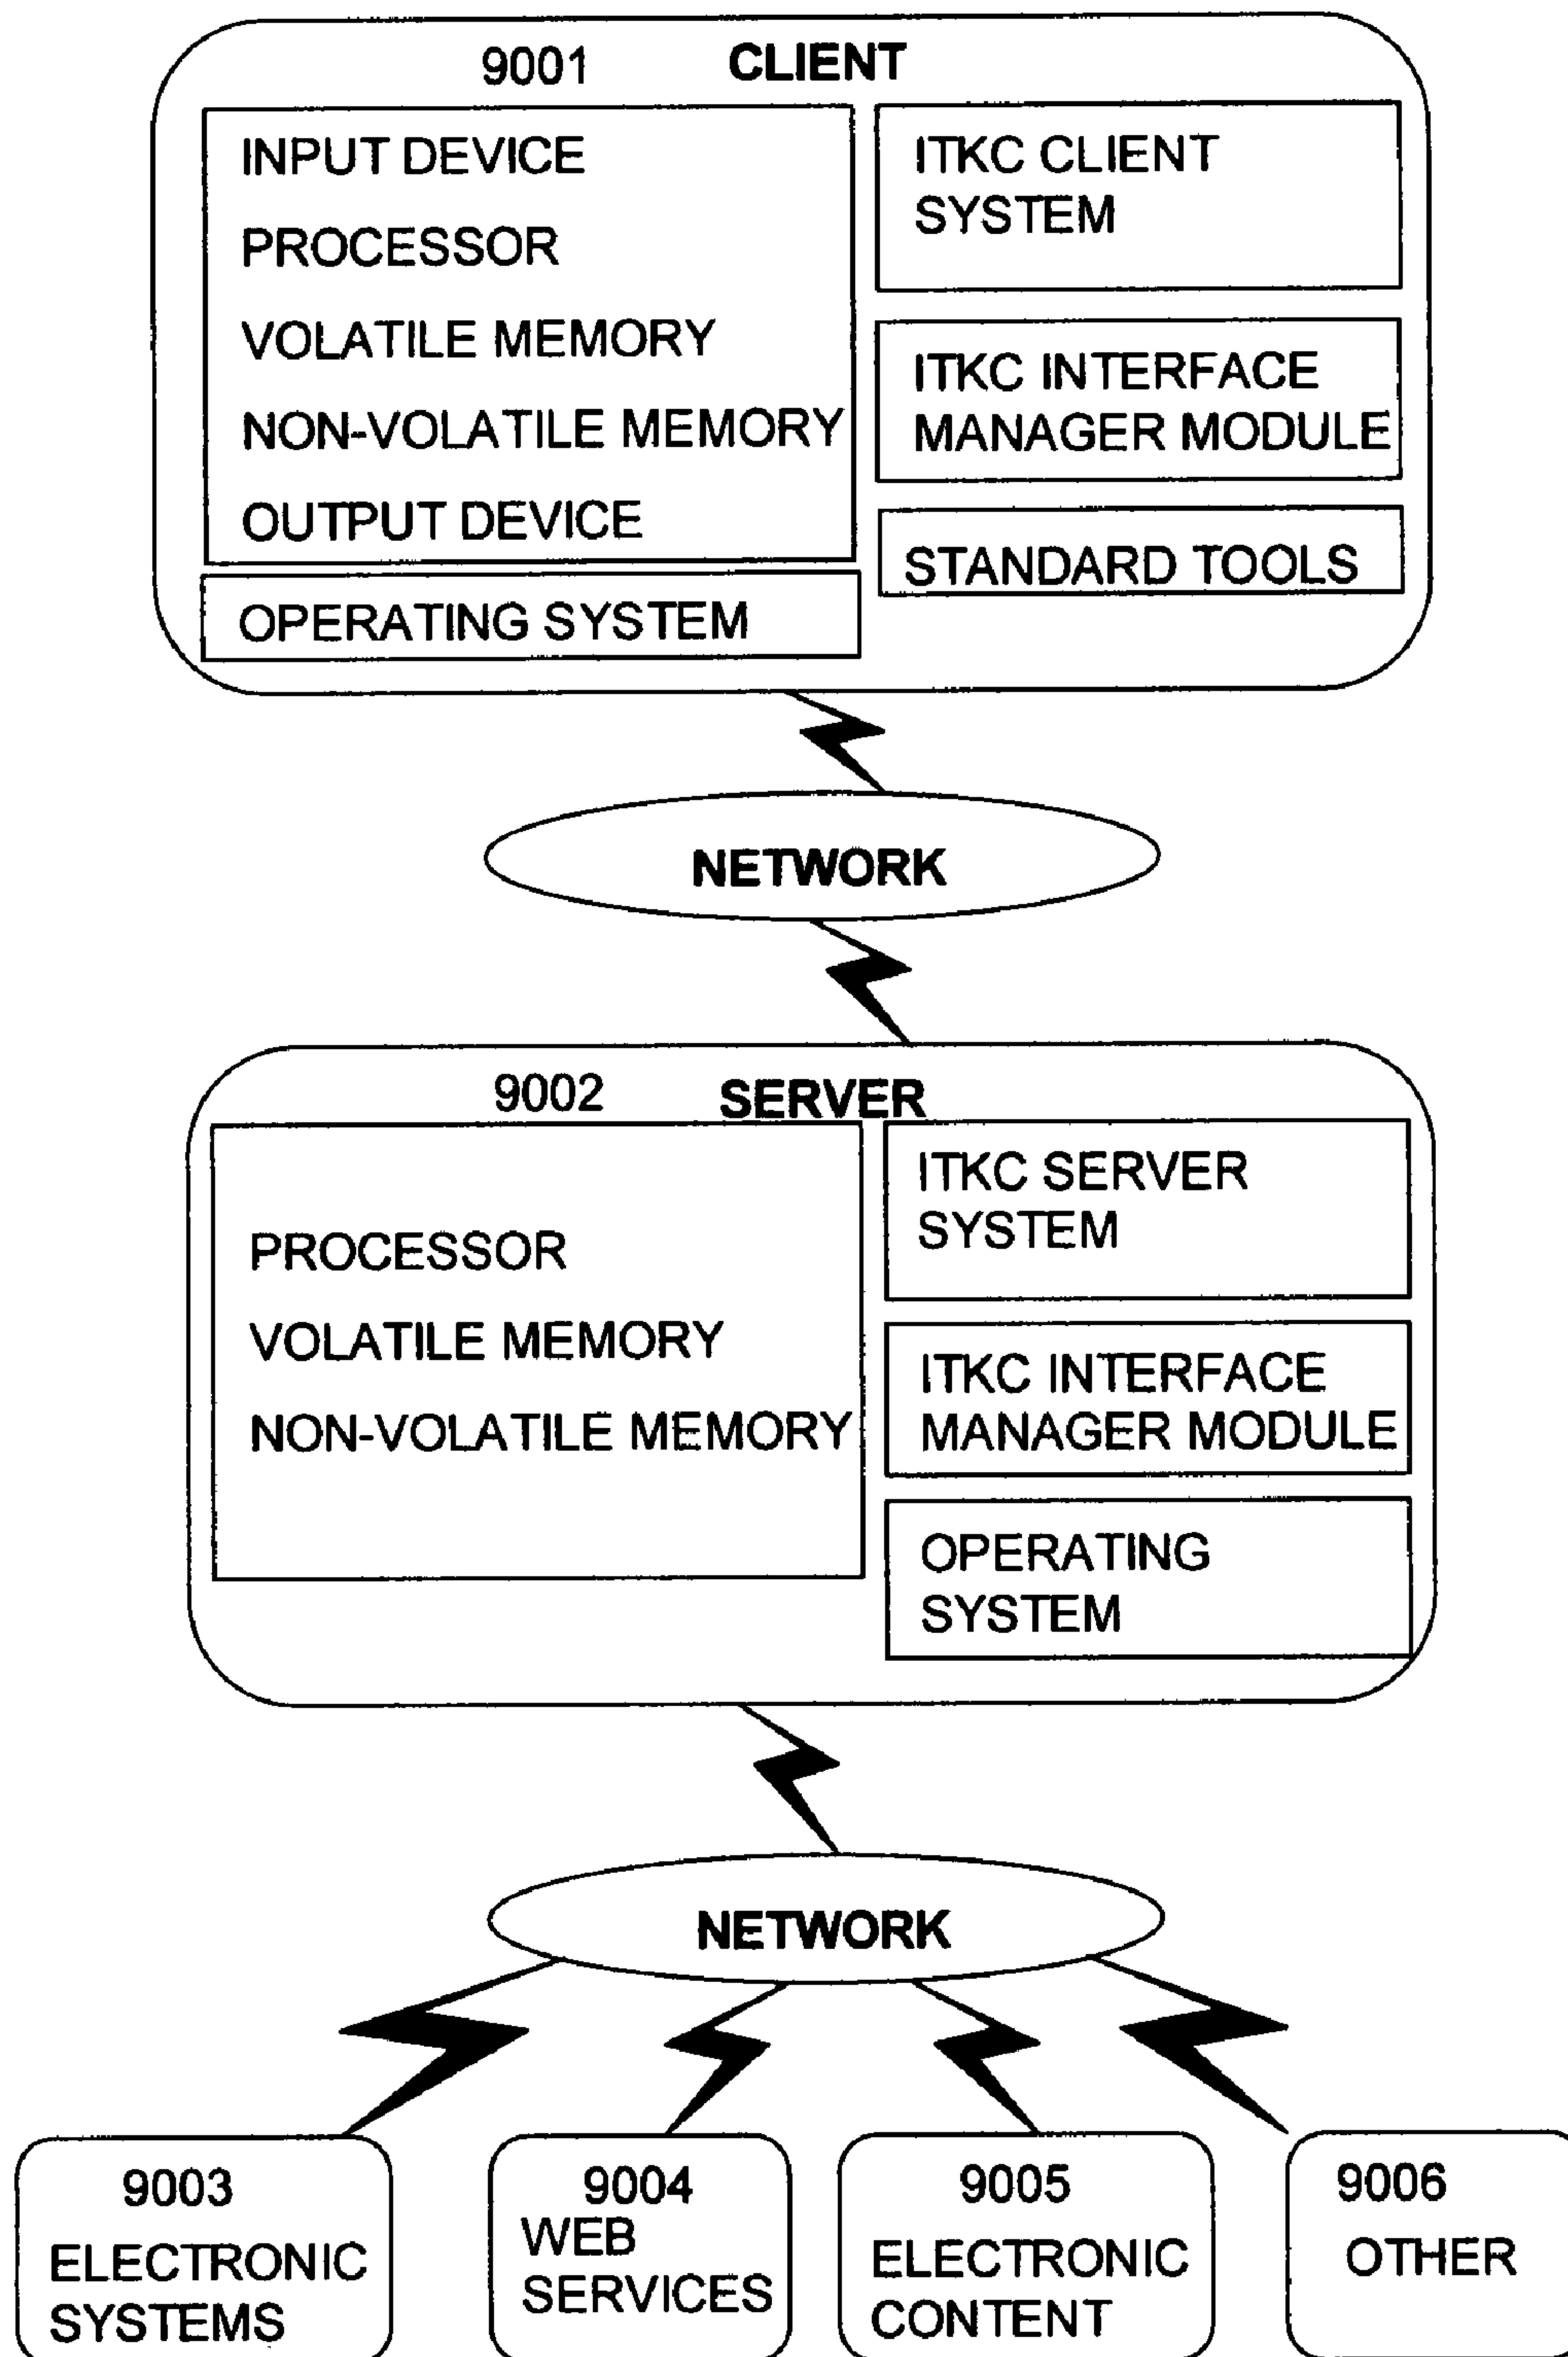 9001 CLIENT
INPUT DEVICE
PROCESSOR
VOLATILE MEMORY
NON-VOLATILE MEMORY
OUTPUT DEVICE
OPERATING SYSTEM
ITKC CLIENT
SYSTEM
ITKC INTERFACE
MANAGER MODULE
STANDARD TOOLS
NETWORK
9002 SERVER
PROCESSOR
VOLATILE MEMORY
NON-VOLATILE MEMORY
ITKC SERVER
SYSTEM
ITKC INTERFACE
MANAGER MODULE
OPERATING
SYSTEM
NETWORK
9003
ELECTRONIC
SYSTEMS
9004
WEB
SERVICES
9005
ELECTRONIC
CONTENT
9006
OTHER